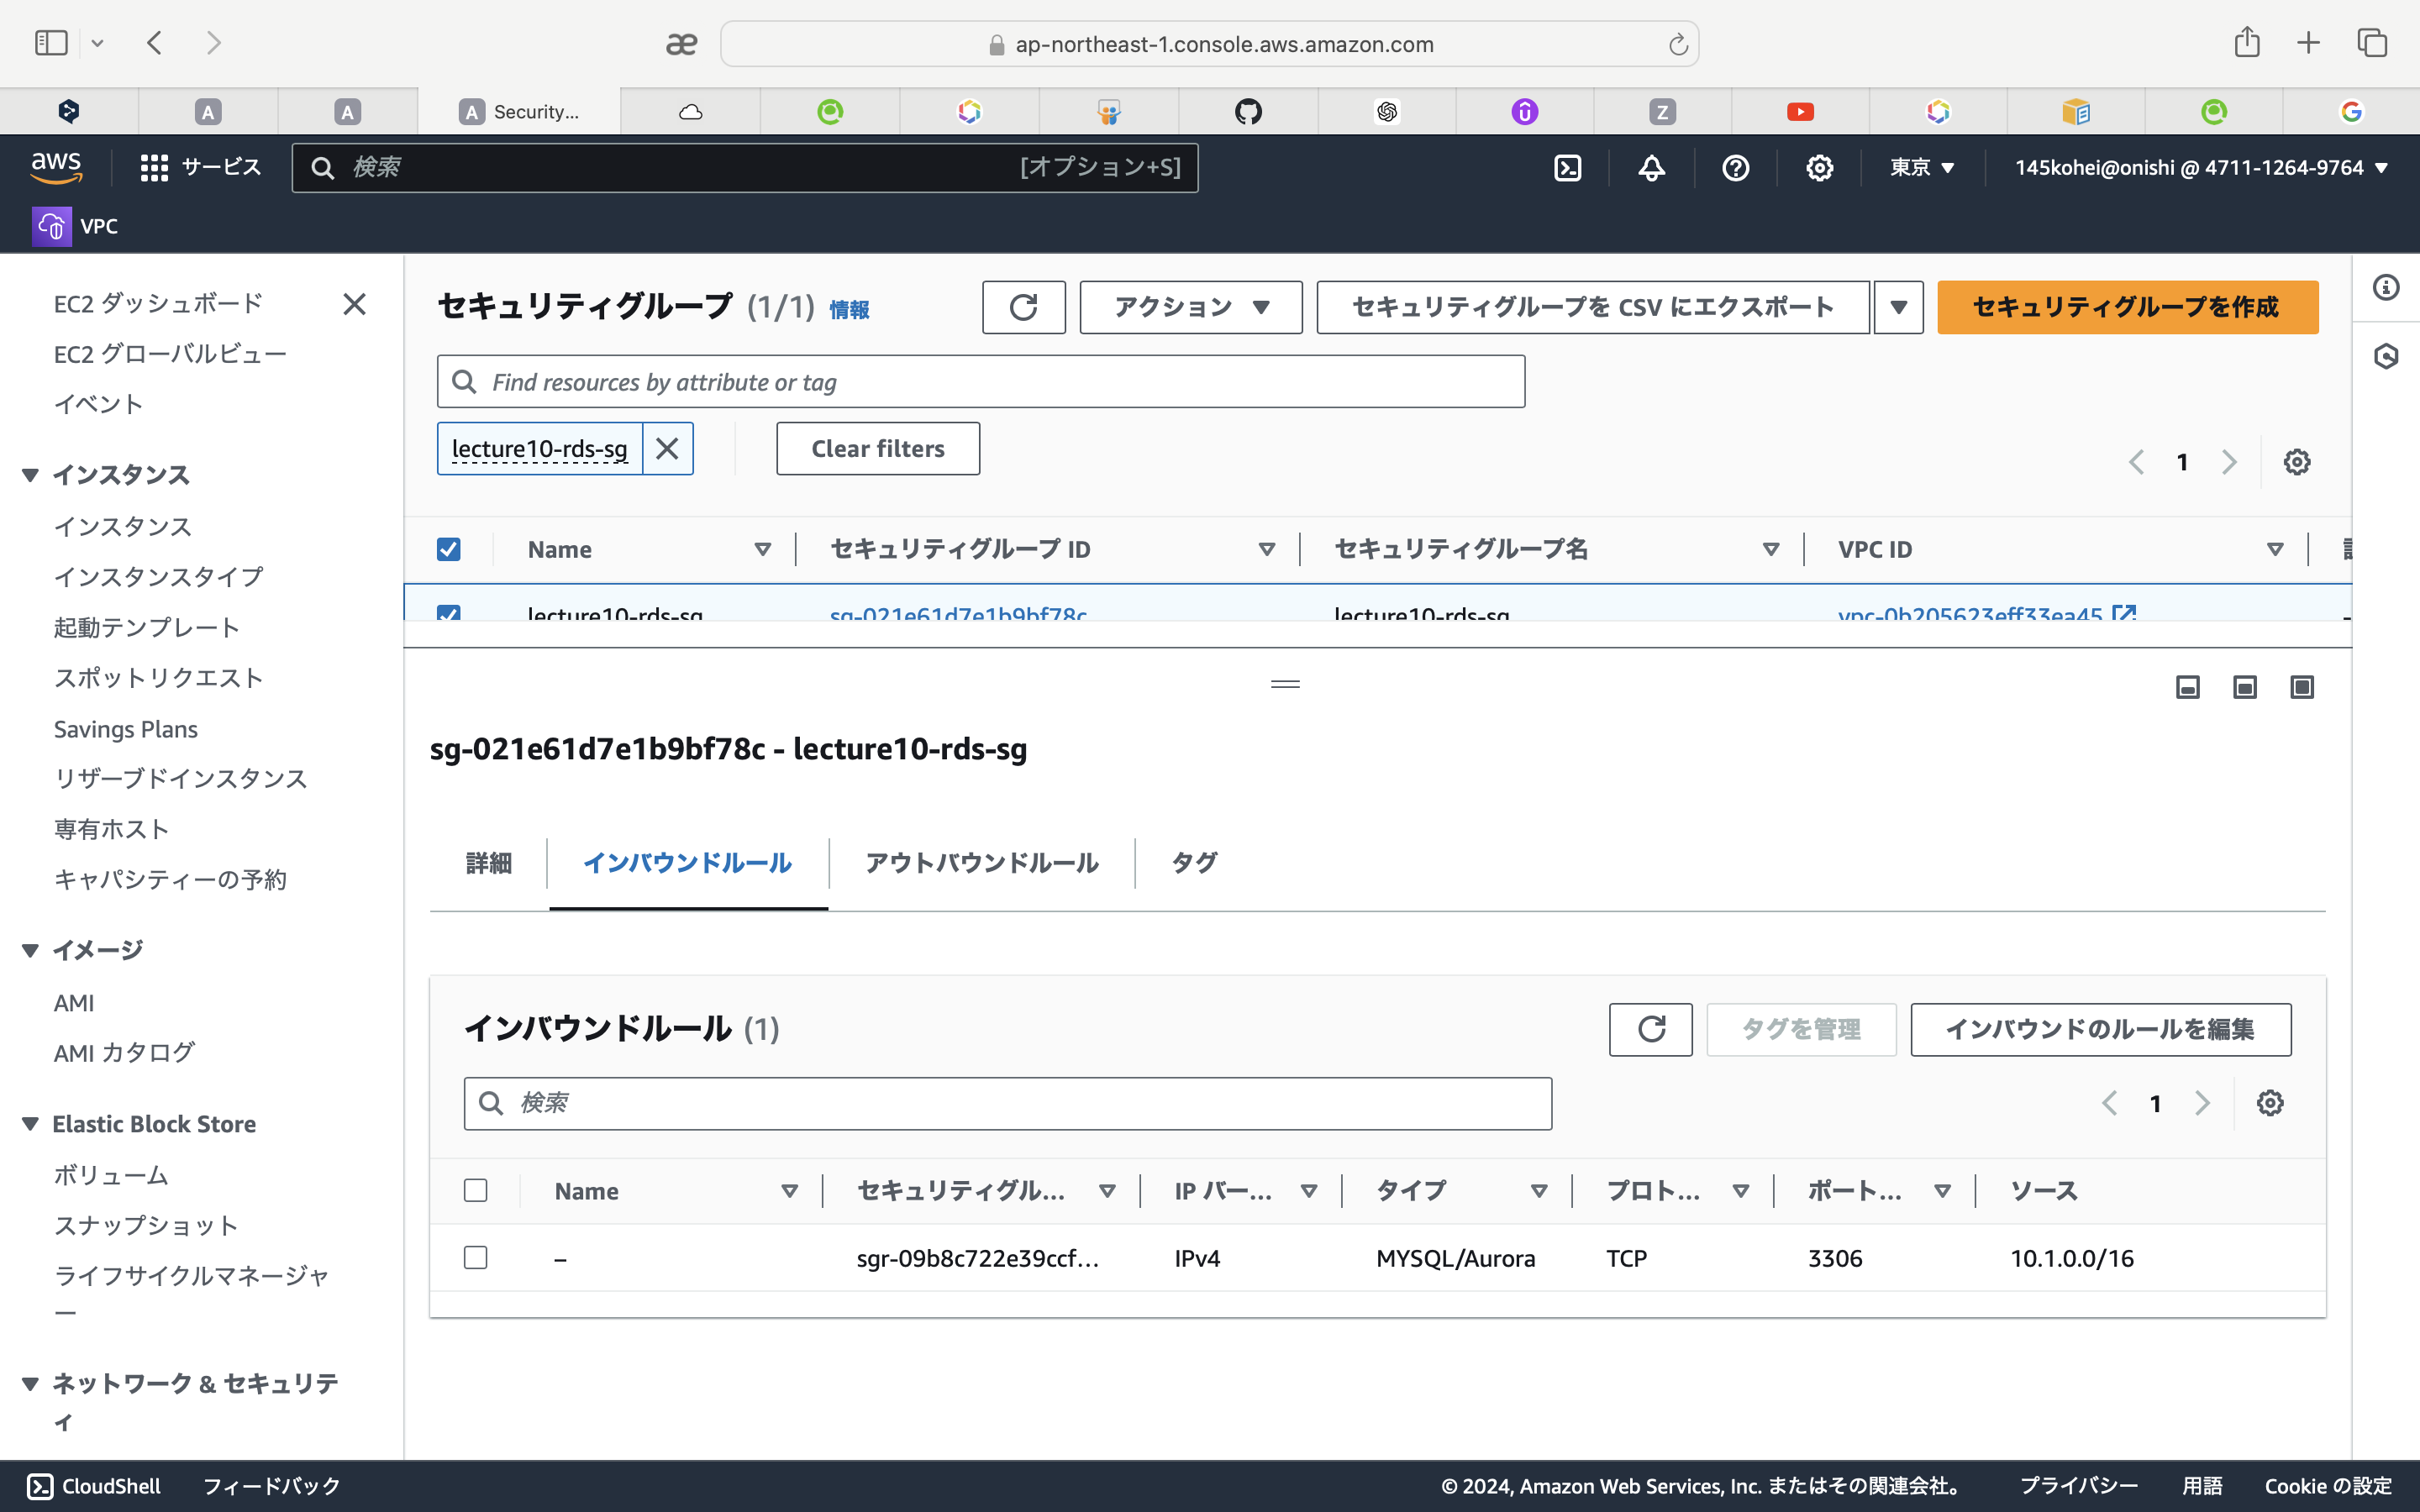 ap-northeast-1.console.aws.amazon.com
A
A
A Security...
Z
aws サービス 検索 [オプション+S] 東京 145kohei@onishi @ 4711-1264-9764
VPC
EC2 ダッシュボード
EC2 グローバルビュー
イベント
インスタンス
インスタンス
インスタンスタイプ
起動テンプレート
スポットリクエスト
Savings Plans
リザーブドインスタンス
専有ホスト
キャパシティーの予約
イメージ
AMI
AMI カタログ
Elastic Block Store
ボリューム
スナップショット
ライフサイクルマネージャ
ー
ネットワーク & セキュリテ
ィ
セキュリティグループ (1/1) 情報 アクション セキュリティグループを CSV にエクスポート セキュリティグループを作成
Find resources by attribute or tag
lecture10-rds-sg Clear filters 1
Name セキュリティグループ ID セキュリティグループ名 VPC ID
lecture10-rds-sg sg-021e61d7e1b9bf78c lecture10-rds-sg vpc-0b205623eff33ea45
sg-021e61d7e1b9bf78c - lecture10-rds-sg
詳細 インバウンドルール アウトバウンドルール タグ
インバウンドルール (1) タグを管理 インバウンドのルールを編集
検索 1
Name セキュリティグル... IP バー... タイプ プロト... ポート... ソース
– sgr-09b8c722e39ccf... IPv4 MYSQL/Aurora TCP 3306 10.1.0.0/16
CloudShell フィードバック © 2024, Amazon Web Services, Inc. またはその関連会社。 プライバシー 用語 Cookie の設定